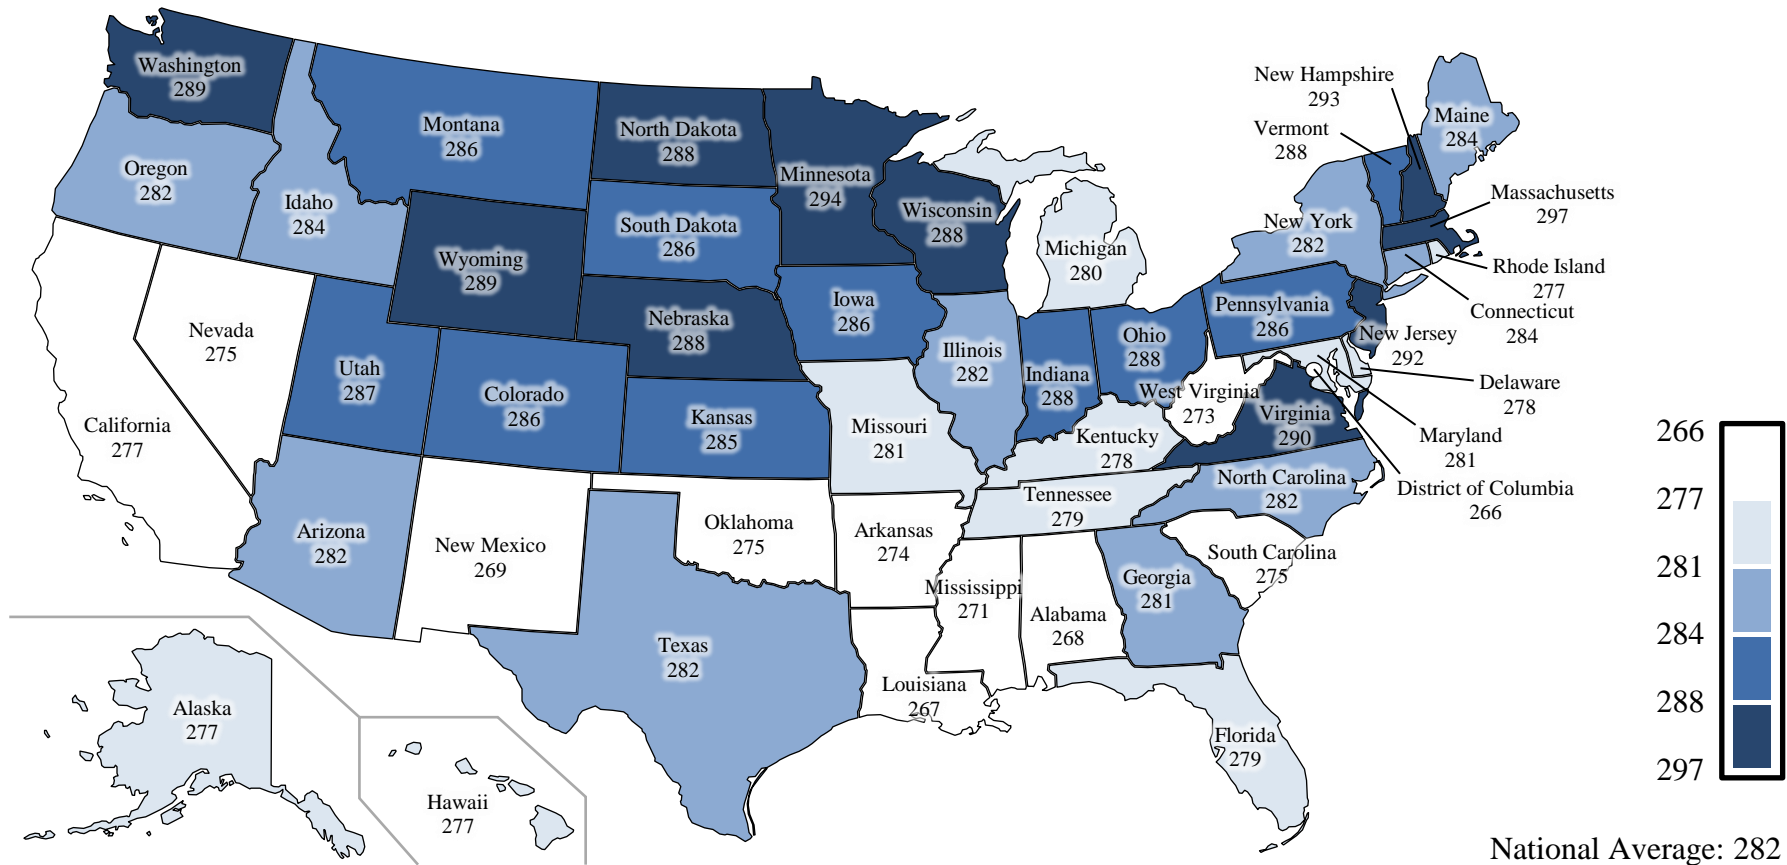 Washington
289
Oregon
282
Idaho
284
Montana
286
North Dakota
288
Minnesota
294
Wisconsin
288
South Dakota
286
Wyoming
289
Nebraska
288
Iowa
286
Michigan
280
New Hampshire
293
Vermont
288
Maine
284
Massachusetts
297
New York
282
Rhode Island
277
Connecticut
284
Pennsylvania
286
New Jersey
292
Delaware
278
Maryland
281
District of Columbia
266
Nevada
275
California
277
Utah
287
Colorado
286
Kansas
285
Missouri
281
Illinois
282
Indiana
288
Ohio
288
West Virginia
273
Virginia
290
Kentucky
278
Tennessee
279
North Carolina
282
South Carolina
275
Arizona
282
New Mexico
269
Oklahoma
275
Arkansas
274
Mississippi
271
Alabama
268
Georgia
281
Texas
282
Louisiana
267
Florida
279
Alaska
277
Hawaii
277
266
277
281
284
288
297
National Average: 282